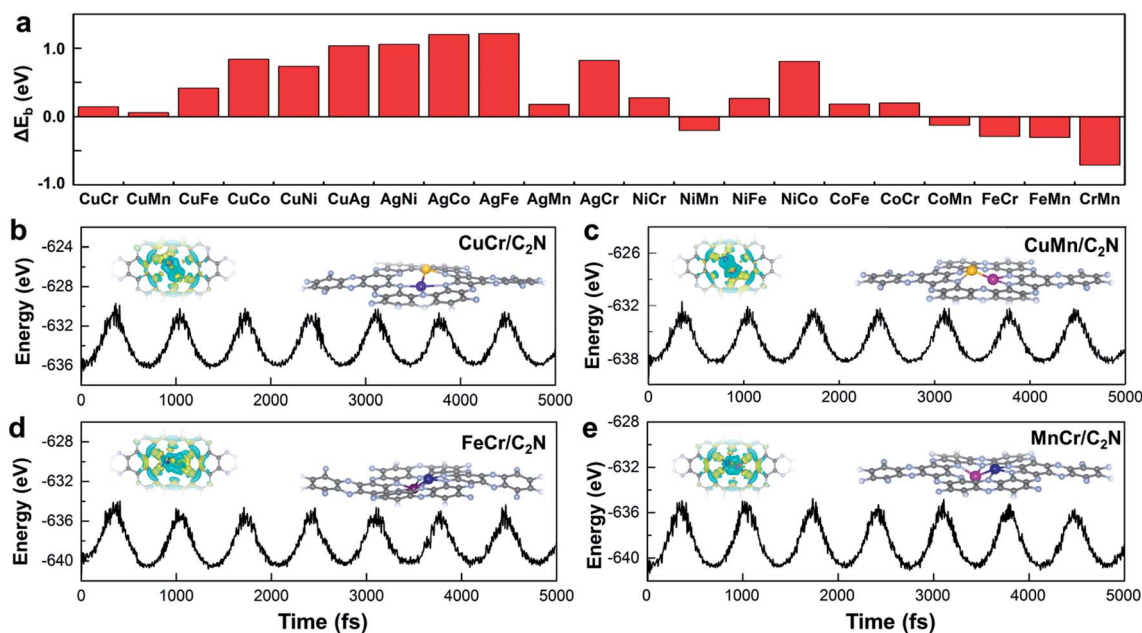 a
ΔE_b (eV)
1.0
0.0
-1.0
CuCr CuMn CuFe CuCo CuNi CuAg AgNi AgCo AgFe AgMn AgCr NiCr NiMn NiFe NiCo CoFe CoCr CoMn FeCr FeMn CrMn
b
CuCr/C₂N
Energy (eV)
-624
-628
-632
-636
0 1000 2000 3000 4000 5000
c
CuMn/C₂N
Energy (eV)
-626
-632
-638
0 1000 2000 3000 4000 5000
d
FeCr/C₂N
Energy (eV)
-628
-632
-636
-640
0 1000 2000 3000 4000 5000
Time (fs)
e
MnCr/C₂N
Energy (eV)
-628
-632
-636
-640
0 1000 2000 3000 4000 5000
Time (fs)